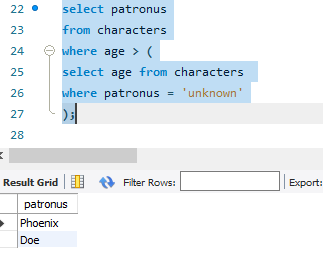 22 select patronus
23 from characters
24 where age > (
25 select age from characters
26 where patronus = 'unknown'
27 );
28
Result Grid Filter Rows: Export:
patronus
Phoenix
Doe